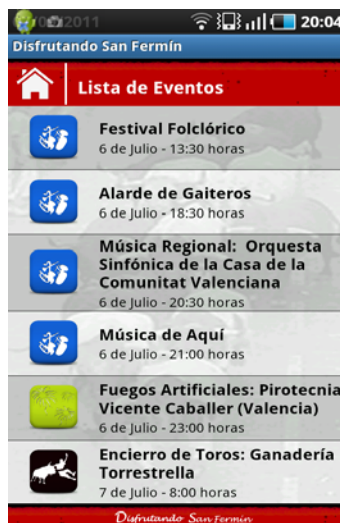 2011
20:04
Disfrutando San Fermín
Lista de Eventos
Festival Folclórico
6 de Julio - 13:30 horas
Alarde de Gaiteros
6 de Julio - 18:30 horas
Música Regional: Orquesta
Sinfónica de la Casa de la
Comunitat Valenciana
6 de Julio - 20:30 horas
Música de Aquí
6 de Julio - 21:00 horas
Fuegos Artificiales: Pirotecnia
Vicente Caballer (Valencia)
6 de Julio - 23:00 horas
Encierro de Toros: Ganadería
Torrestrella
7 de Julio - 8:00 horas
Disfrutando San Fermín